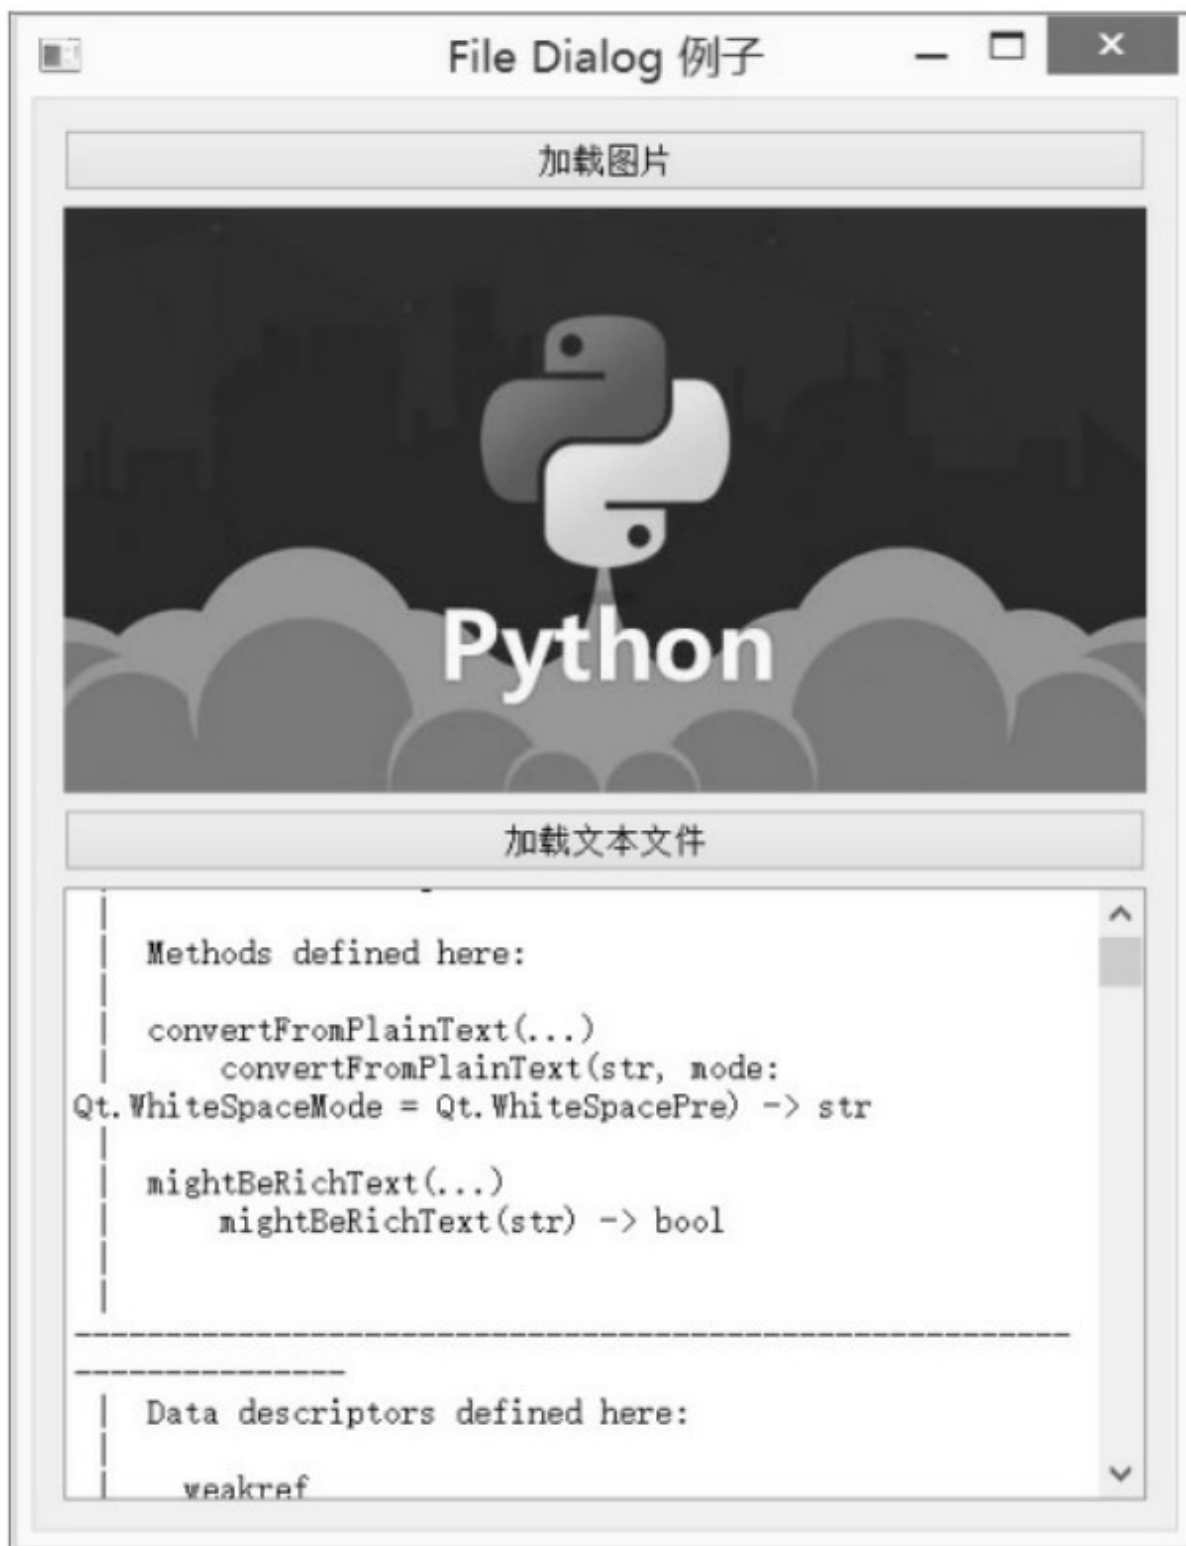 File Dialog 例子
加载图片
Python
加载文本文件
|
|   Methods defined here:
|
|   convertFromPlainText(...)
|       convertFromPlainText(str, mode:
Qt.WhiteSpaceMode = Qt.WhiteSpacePre) -> str
|
|   mightBeRichText(...)
|       mightBeRichText(str) -> bool
|
|
-------------------------------------------------------
---------------
|   Data descriptors defined here:
|
|     weakref